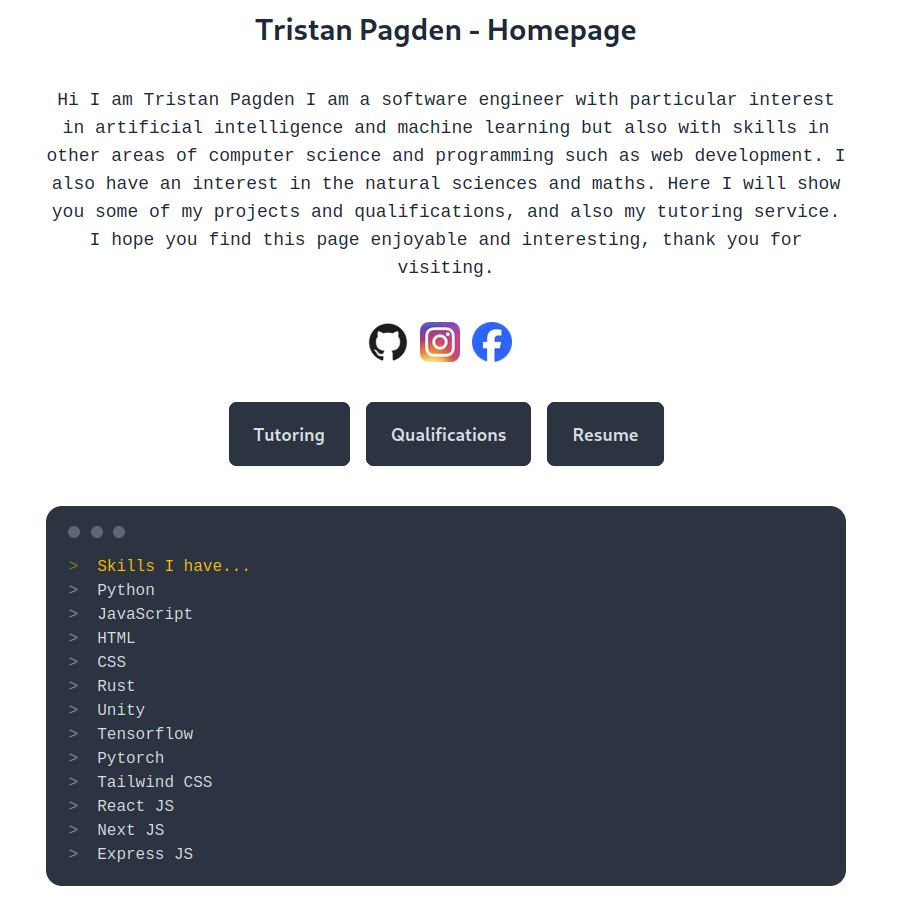 Tristan Pagden - Homepage
Hi I am Tristan Pagden I am a software engineer with particular interest
in artificial intelligence and machine learning but also with skills in
other areas of computer science and programming such as web development. I
also have an interest in the natural sciences and maths. Here I will show
you some of my projects and qualifications, and also my tutoring service.
I hope you find this page enjoyable and interesting, thank you for
visiting.
Tutoring
Qualifications
Resume
> Skills I have...
> Python
> JavaScript
> HTML
> CSS
> Rust
> Unity
> Tensorflow
> Pytorch
> Tailwind CSS
> React JS
> Next JS
> Express JS